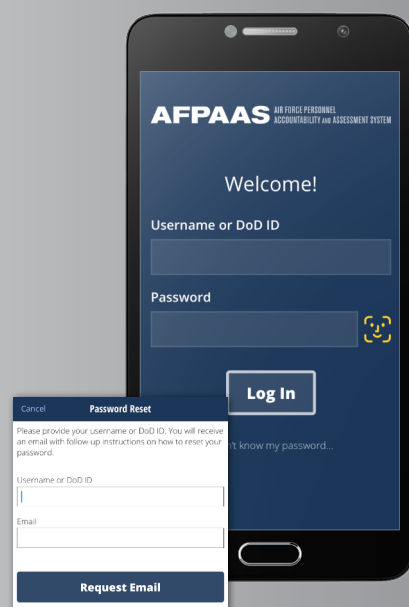 AFPAAS AIR FORCE PERSONNEL
ACCOUNTABILITY AND ASSESSMENT SYSTEM
Welcome!
Username or DoD ID
Password
Log In
know my password...
Cancel Password Reset
Please provide your username or DoD ID. You will receive
an email with follow-up instructions on how to reset your
password.
Username or DoD ID
Email
Request Email